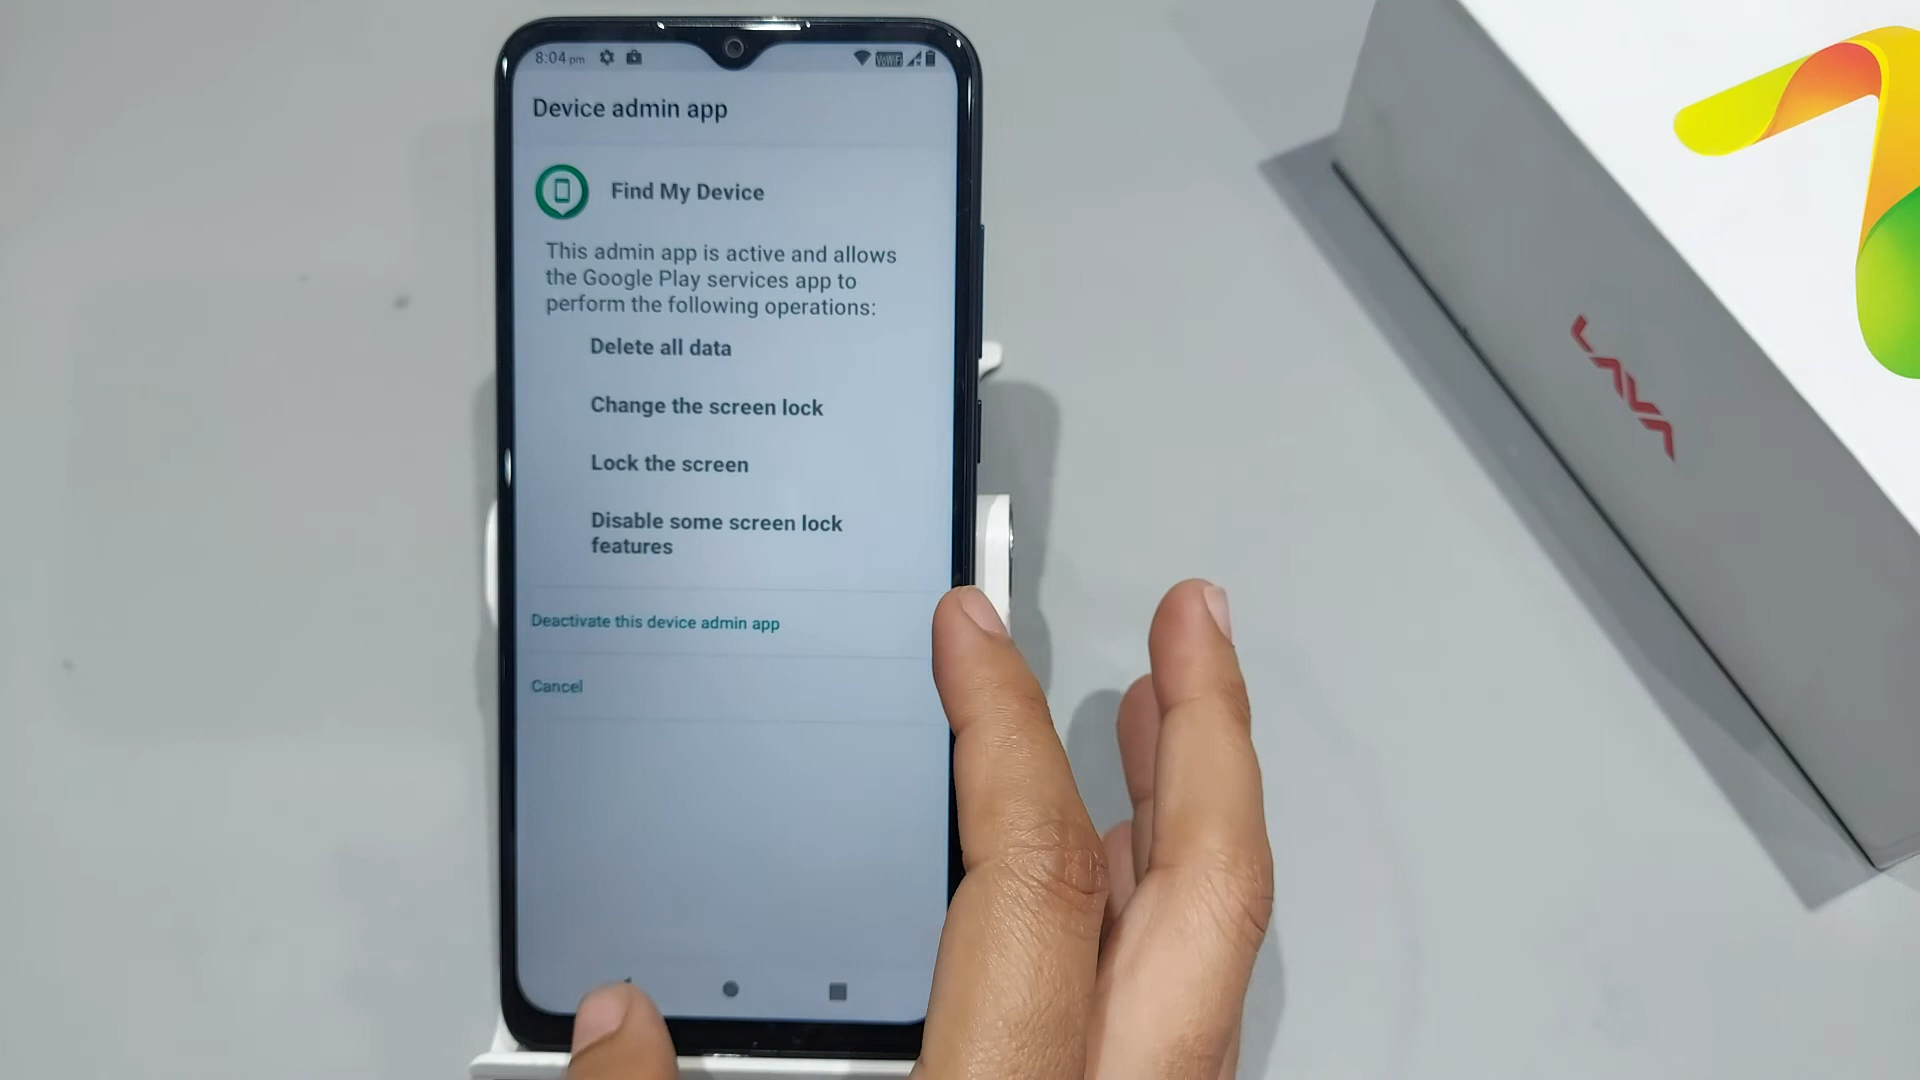 8:04 pm
VoWiFi
Device admin app
Find My Device
This admin app is active and allows
the Google Play services app to
perform the following operations:
Delete all data
Change the screen lock
Lock the screen
Disable some screen lock
features
Deactivate this device admin app
Cancel
LAVA